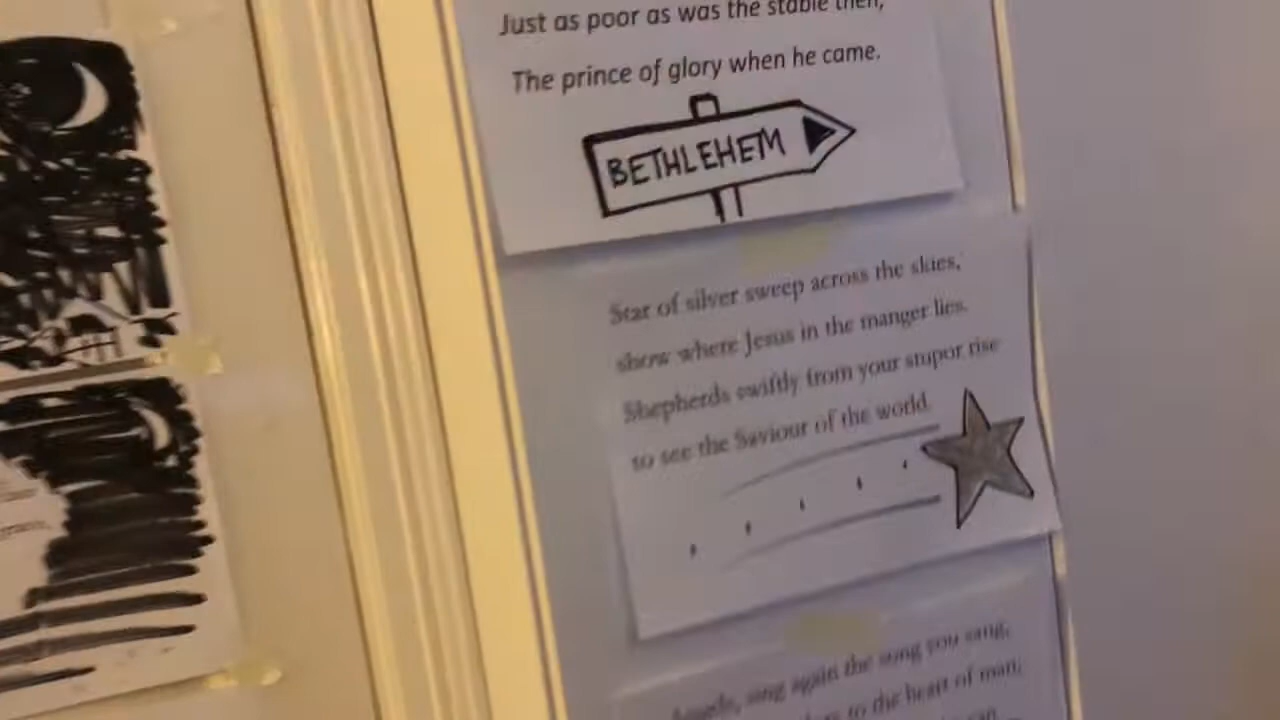 Just as poor as was the stable then,
The prince of glory when he came.
BETHLEHEM
Star of silver sweep across the skies,
show where Jesus in the manger lies.
Shepherds swiftly from your stupor rise
to see the Saviour of the world.
Angels, sing again the song you sang,
to the heart of man;